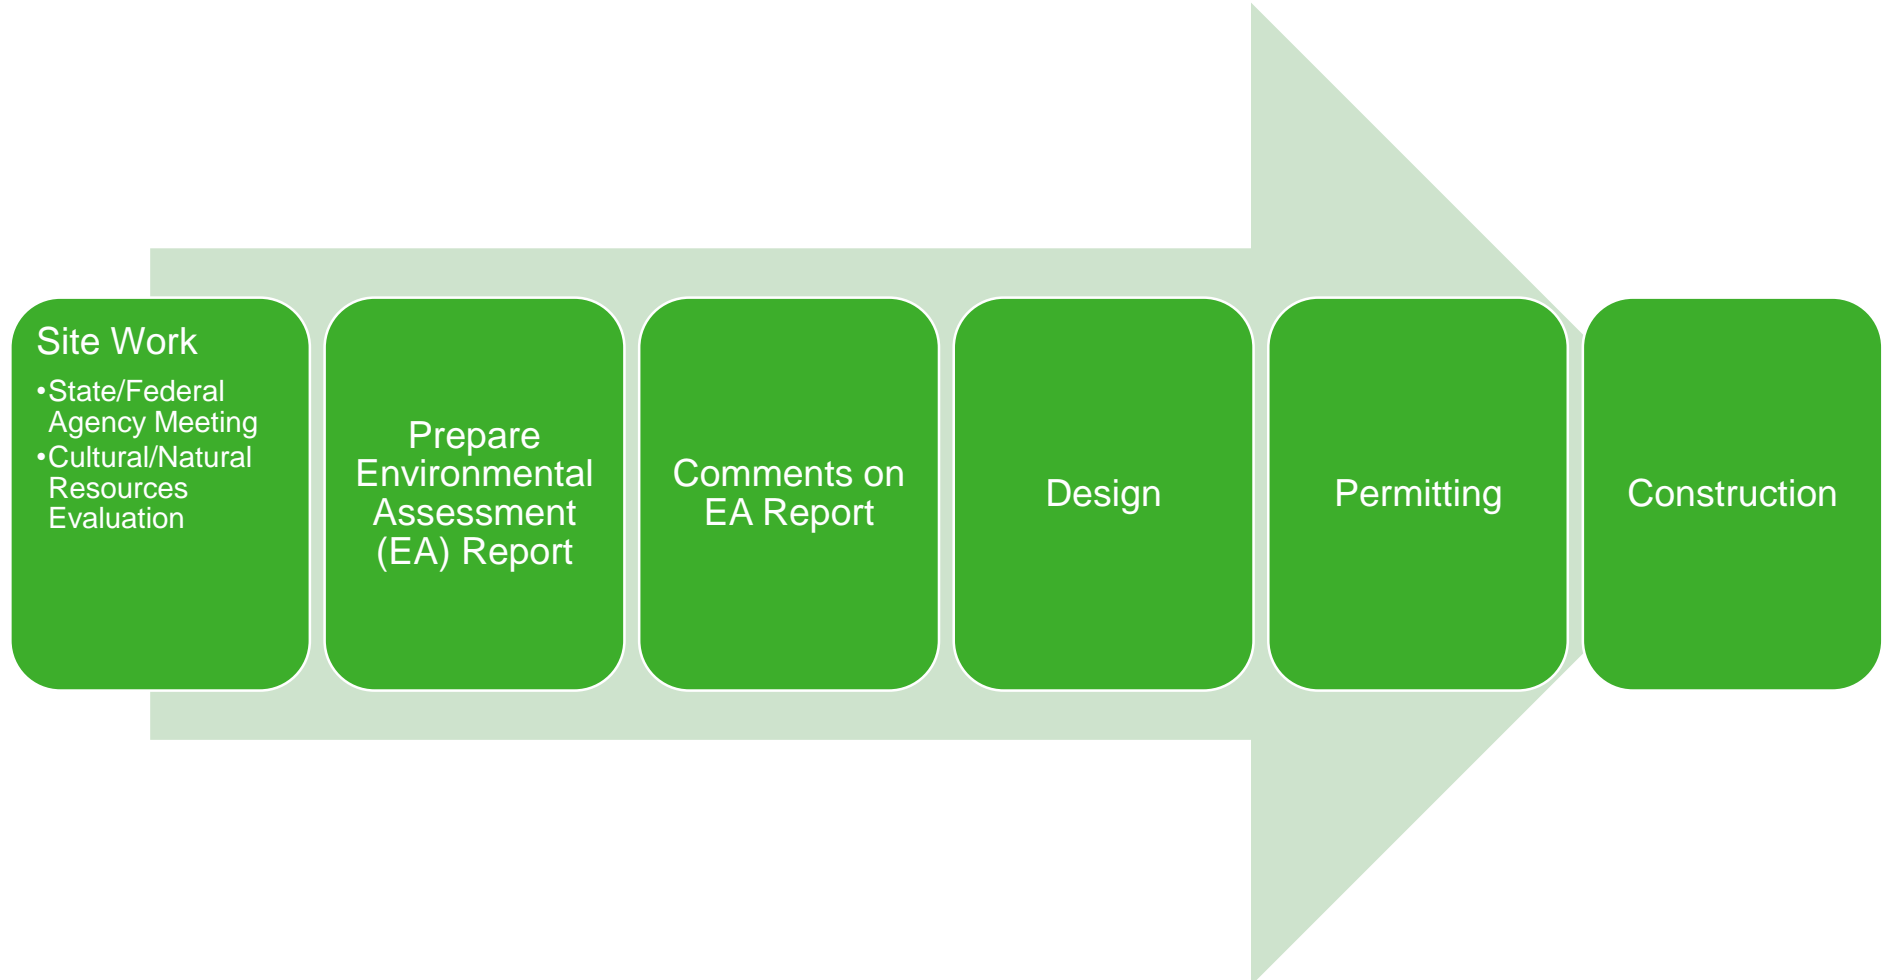 Site Work
•State/Federal
Agency Meeting
•Cultural/Natural
Resources
Evaluation
Prepare
Environmental
Assessment
(EA) Report
Comments on
EA Report
Design
Permitting
Construction